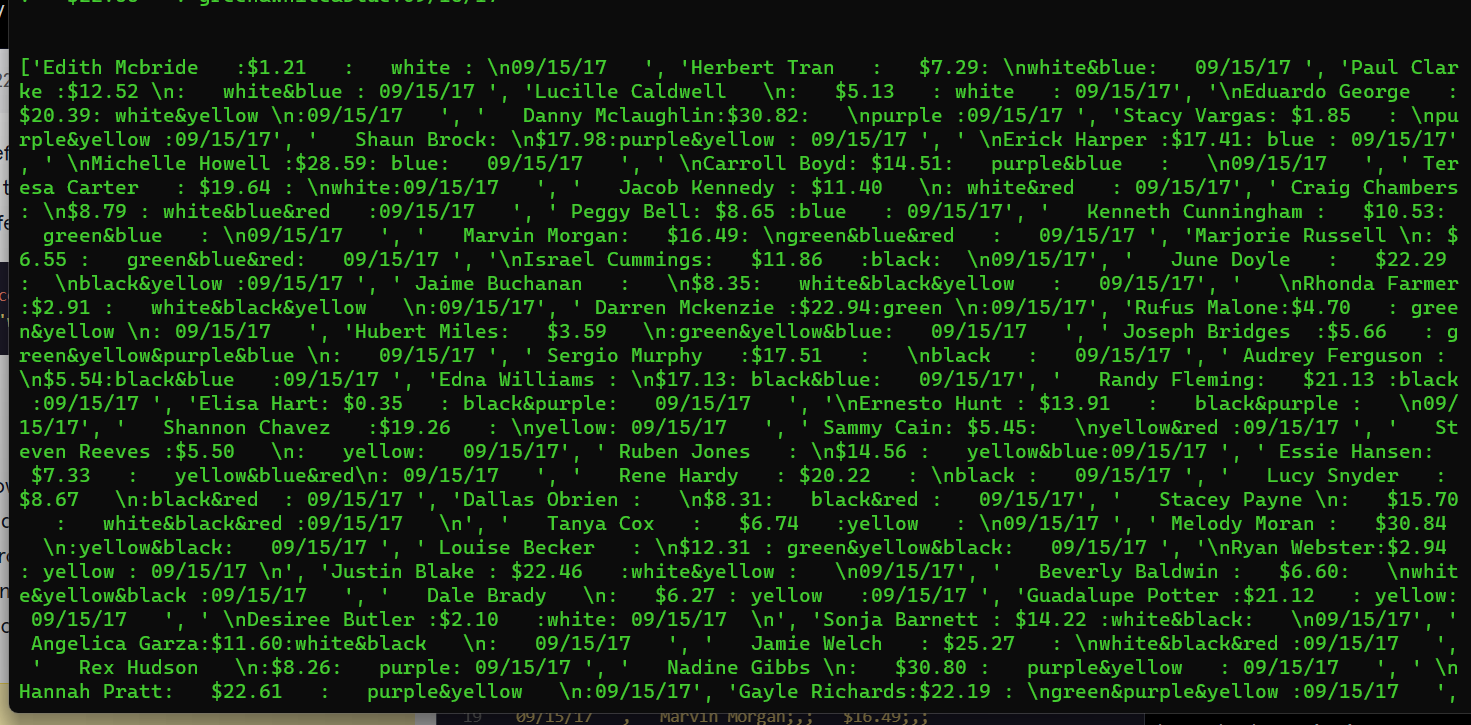 ['Edith Mcbride   :$1.21   :   white : \n09/15/17   ', 'Herbert Tran   :   $7.29: \nwhite&blue:   09/15/17 ', 'Paul Clar
ke :$12.52 \n:   white&blue : 09/15/17 ', 'Lucille Caldwell   \n:   $5.13   : white   : 09/15/17', '\nEduardo George   :
$20.39: white&yellow \n:09/15/17   ', '   Danny Mclaughlin:$30.82:   \npurple :09/15/17 ', 'Stacy Vargas: $1.85   : \npu
rple&yellow :09/15/17', '   Shaun Brock: \n$17.98:purple&yellow : 09/15/17 ', ' \nErick Harper :$17.41: blue : 09/15/17'
, ' \nMichelle Howell :$28.59: blue:   09/15/17   ', ' \nCarroll Boyd: $14.51:   purple&blue   :   \n09/15/17   ', ' Ter
esa Carter   : $19.64 : \nwhite:09/15/17   ', '   Jacob Kennedy : $11.40   \n: white&red   : 09/15/17', ' Craig Chambers
: \n$8.79 : white&blue&red   :09/15/17   ', ' Peggy Bell: $8.65 :blue   : 09/15/17', '   Kenneth Cunningham :   $10.53:
  green&blue   : \n09/15/17   ', '   Marvin Morgan:   $16.49: \ngreen&blue&red   :   09/15/17   ', 'Marjorie Russell \n: $
6.55 :   green&blue&red:   09/15/17 ', '\nIsrael Cummings:   $11.86   :black:  \n09/15/17', '   June Doyle   :   $22.29
:  \nblack&yellow :09/15/17 ', ' Jaime Buchanan   :   \n$8.35:   white&black&yellow   :   09/15/17', '   \nRhonda Farmer
:$2.91 :   white&black&yellow   \n:09/15/17', ' Darren Mckenzie :$22.94:green \n:09/15/17', 'Rufus Malone:$4.70   : gree
n&yellow \n: 09/15/17   ', 'Hubert Miles:   $3.59   \n:green&yellow&blue:   09/15/17   ', ' Joseph Bridges  :$5.66   : g
reen&yellow&purple&blue \n:   09/15/17 ', ' Sergio Murphy   :$17.51   :   \nblack   :   09/15/17 ', ' Audrey Ferguson :
\n$5.54:black&blue   :09/15/17 ', 'Edna Williams : \n$17.13: black&blue:   09/15/17', '   Randy Fleming:   $21.13 :black
 :09/15/17 ', 'Elisa Hart: $0.35   : black&purple:   09/15/17   ', '\nErnesto Hunt : $13.91   :   black&purple :   \n09/
15/17', '   Shannon Chavez   :$19.26   : \nyellow: 09/15/17   ', ' Sammy Cain: $5.45:   \nyellow&red :09/15/17 ', '   St
even Reeves :$5.50   \n:   yellow:   09/15/17', ' Ruben Jones   : \n$14.56 :   yellow&blue:09/15/17 ', ' Essie Hansen:
 $7.33   :   yellow&blue&red\n: 09/15/17   ', '   Rene Hardy   : $20.22   : \nblack :   09/15/17 ', '   Lucy Snyder   :
$8.67   \n:black&red   : 09/15/17 ', 'Dallas Obrien :   \n$8.31:   black&red :   09/15/17', '   Stacey Payne \n:   $15.70
   :   white&black&red :09/15/17   \n', '   Tanya Cox   :   $6.74   :yellow   : \n09/15/17 ', ' Melody Moran :   $30.84
  \n:yellow&black:   09/15/17 ', ' Louise Becker   : \n$12.31 : green&yellow&black:   09/15/17 ', '\nRyan Webster:$2.94
: yellow : 09/15/17 \n', 'Justin Blake : $22.46   :white&yellow :   \n09/15/17', '   Beverly Baldwin :   $6.60:   \nwhit
e&yellow&black :09/15/17   ', '   Dale Brady   \n:   $6.27 : yellow   :09/15/17 ', 'Guadalupe Potter :$21.12   : yellow:
 09/15/17   ', ' \nDesiree Butler :$2.10   :white: 09/15/17  \n', 'Sonja Barnett : $14.22 :white&black:   \n09/15/17', '
 Angelica Garza:$11.60:white&black   \n:   09/15/17   ', '   Jamie Welch   : $25.27   : \nwhite&black&red :09/15/17   ',
 '   Rex Hudson   \n:$8.26:   purple: 09/15/17 ', '   Nadine Gibbs \n:   $30.80 :   purple&yellow   : 09/15/17   ', ' \n
Hannah Pratt:   $22.61   :   purple&yellow   \n:09/15/17', 'Gayle Richards:$22.19 : \ngreen&purple&yellow :09/15/17   ',
19   09/15/17   ,   Marvin Morgan;,;   $16.49;,;